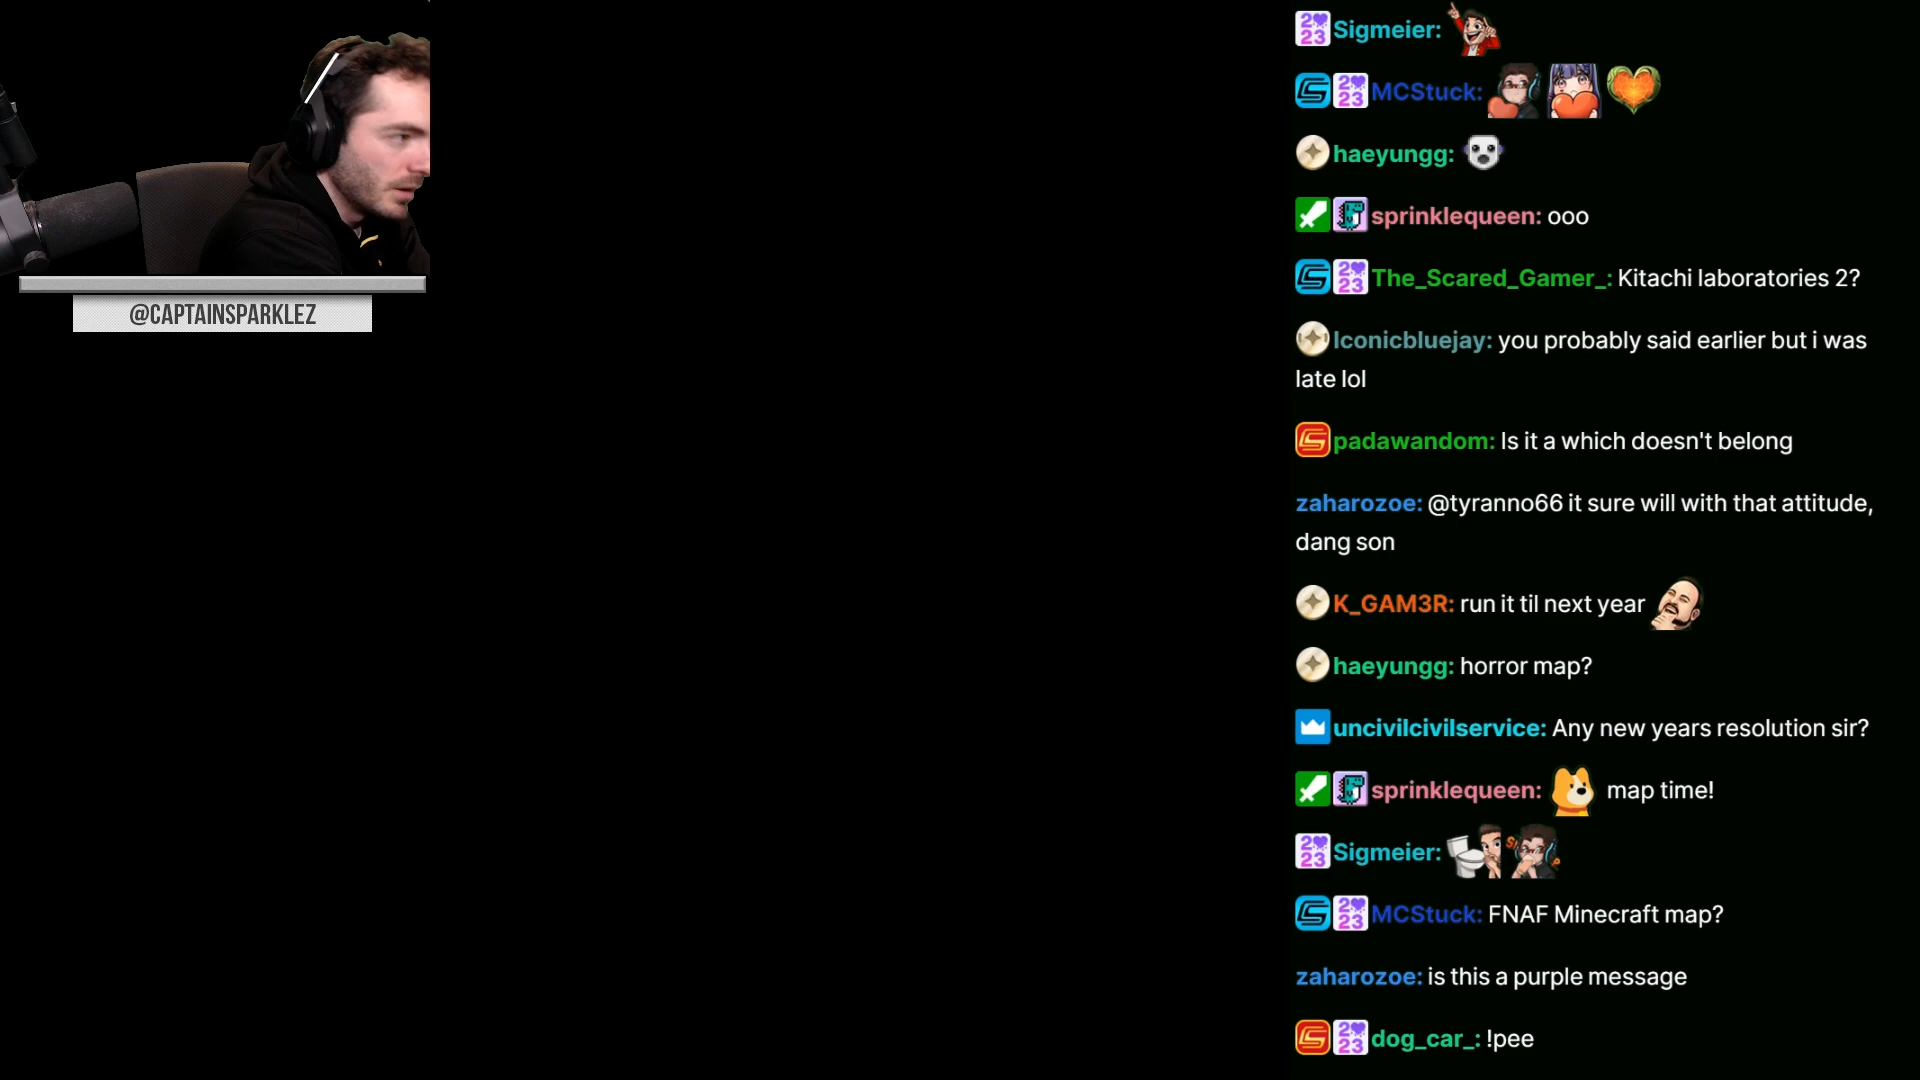 @CAPTAINSPARKLEZ
Sigmeier:
MCStuck:
haeyungg:
sprinklequeen: ooo
The_Scared_Gamer_: Kitachi laboratories 2?
Iconicbluejay: you probably said earlier but i was
late lol
padawandom: Is it a which doesn't belong
zaharozoe: @tyranno66 it sure will with that attitude,
dang son
K_GAM3R: run it til next year
haeyungg: horror map?
uncivilcivilservice: Any new years resolution sir?
sprinklequeen: map time!
Sigmeier:
MCStuck: FNAF Minecraft map?
zaharozoe: is this a purple message
dog_car_: !pee